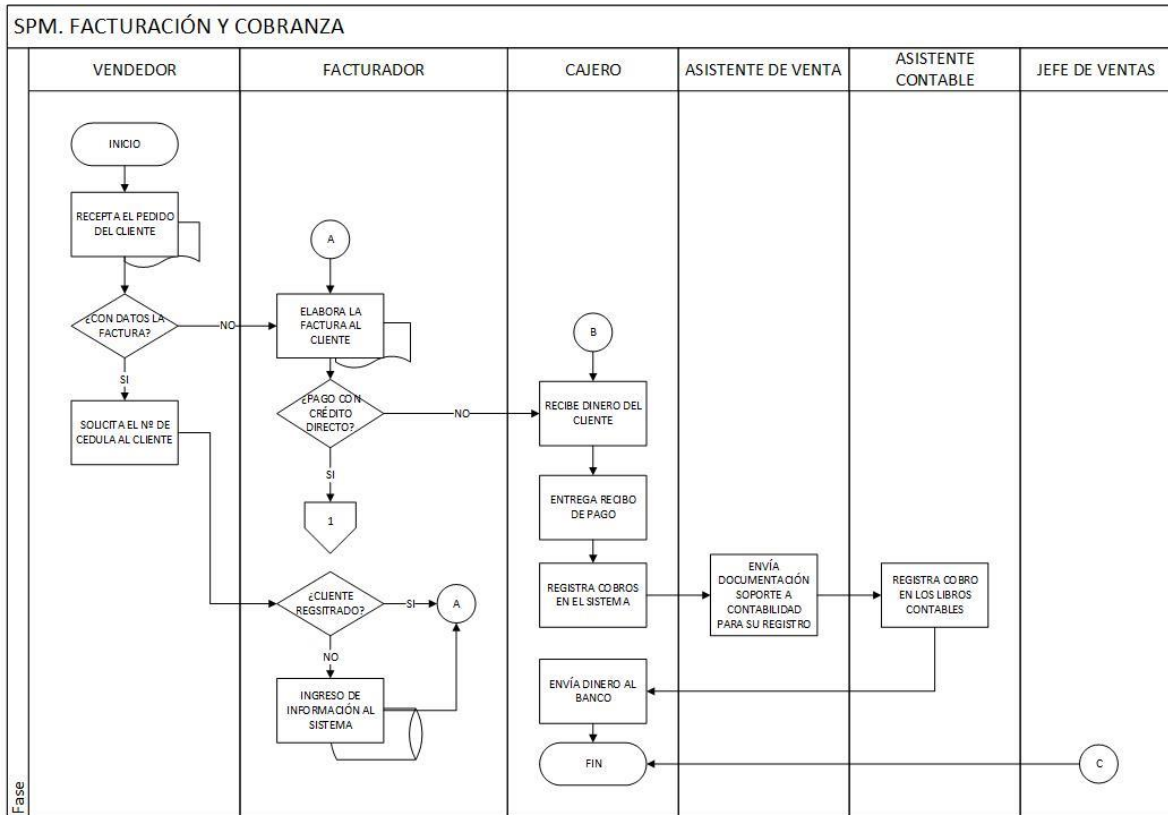 SPM. FACTURACIÓN Y COBRANZA
VENDEDOR
FACTURADOR
CAJERO
ASISTENTE DE VENTA
ASISTENTE
CONTABLE
JEFE DE VENTAS
INICIO
RECEPTA EL PEDIDO
DEL CLIENTE
¿CON DATOS LA
FACTURA?
NO
SI
SOLICITA EL Nº DE
CEDULA AL CLIENTE
A
ELABORA LA
FACTURA AL
CLIENTE
¿PAGO CON
CRÉDITO
DIRECTO?
NO
SI
1
¿CLIENTE
REGSITRADO?
SI
A
NO
INGRESO DE
INFORMACIÓN AL
SISTEMA
B
RECIBE DINERO DEL
CLIENTE
ENTREGA RECIBO
DE PAGO
REGISTRA COBROS
EN EL SISTEMA
ENVÍA
DOCUMENTACIÓN
SOPORTE A
CONTABILIDAD
PARA SU REGISTRO
REGISTRA COBRO
EN LOS LIBROS
CONTABLES
ENVÍA DINERO AL
BANCO
FIN
C
Fase